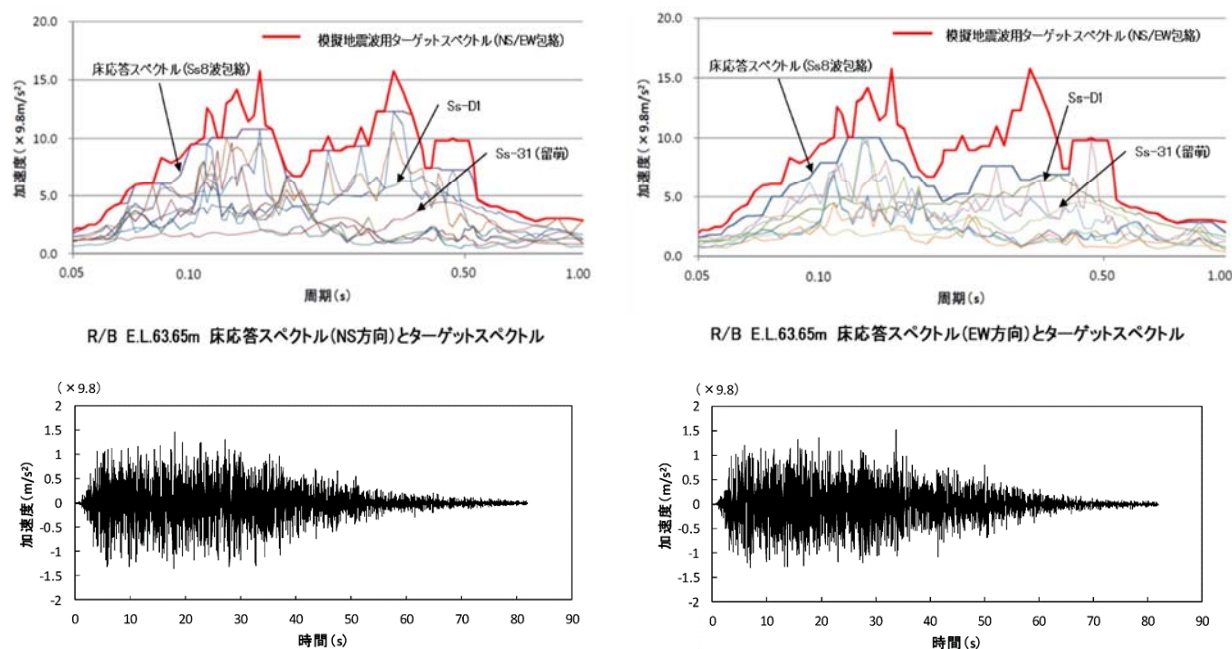 20.0
15.0
10.0
5.0
0.0
加速度(×9.8m/s²)
模擬地震波用ターゲットスペクトル(NS/EW包絡)
床応答スペクトル(Ss8波包絡)
Ss-D1
Ss-31(留萌)
0.05
0.10
0.50
1.00
周期(s)
R/B E.L.63.65m 床応答スペクトル(NS方向)とターゲットスペクトル
20.0
15.0
10.0
5.0
0.0
加速度(×9.8m/s²)
模擬地震波用ターゲットスペクトル(NS/EW包絡)
床応答スペクトル(Ss8波包絡)
Ss-D1
Ss-31(留萌)
0.05
0.10
0.50
1.00
周期(s)
R/B E.L.63.65m 床応答スペクトル(EW方向)とターゲットスペクトル
(×9.8)
2
1.5
1
0.5
0
-0.5
-1
-1.5
-2
加速度(m/s²)
0 10 20 30 40 50 60 70 80 90
時間(s)
(×9.8)
2
1.5
1
0.5
0
-0.5
-1
-1.5
-2
加速度(m/s²)
0 10 20 30 40 50 60 70 80 90
時間(s)